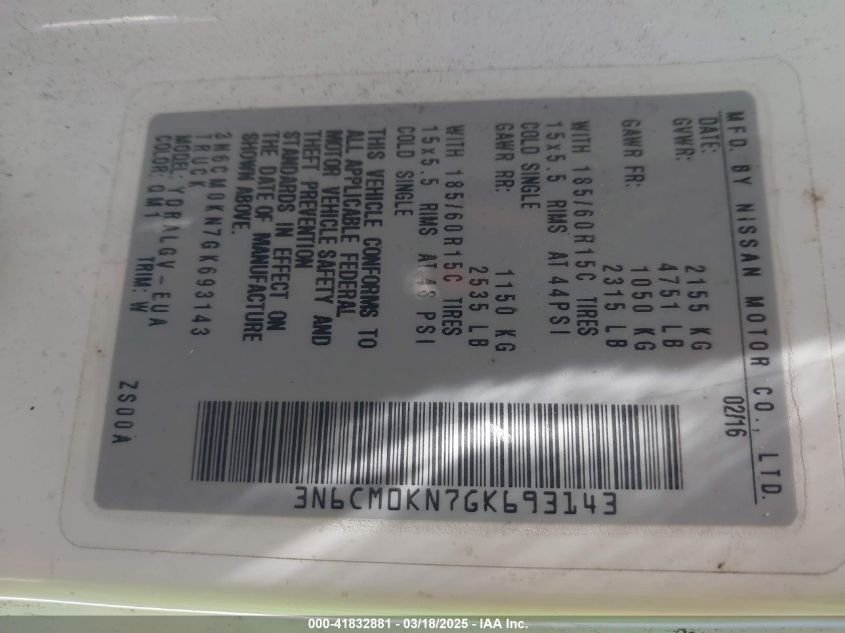 MFD. BY NISSAN MOTOR CO., LTD.
DATE: 02/16
GVWR: 2155 KG
4751 LB
GAWR FR: 1050 KG
2315 LB
WITH 185/60R15C TIRES
15x5.5 RIMS AT 44PSI
COLD SINGLE
GAWR RR: 1150 KG
2535 LB
WITH 185/60R15C TIRES
15x5.5 RIMS AT 48 PSI
COLD SINGLE
THIS VEHICLE CONFORMS TO
ALL APPLICABLE FEDERAL
MOTOR VEHICLE SAFETY AND
THEFT PREVENTION
STANDARDS IN EFFECT ON
THE DATE OF MANUFACTURE
SHOWN ABOVE.
3N6CM0KN7GK693143
TRUCK
MODEL: YDRALGV-EUA
COLOR: QM1 TRIM: W
ZS00A
3N6CM0KN7GK693143
000-41832881 - 03/18/2025 - IAA Inc.